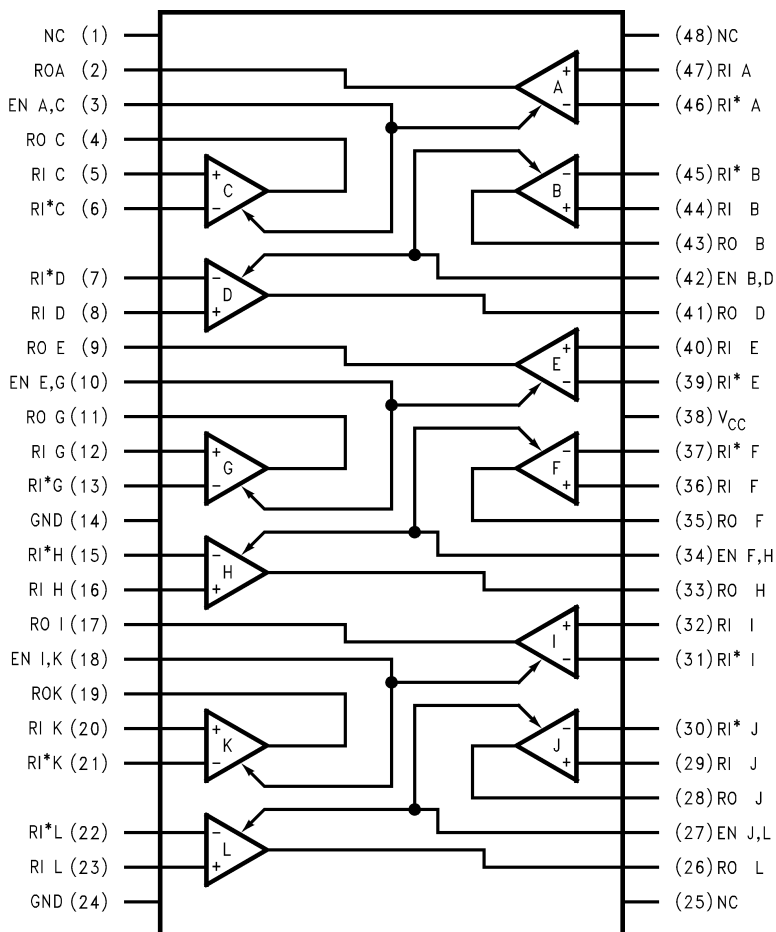 NC (1)
ROA (2)
EN A,C (3)
RO C (4)
RI C (5)
RI*C (6)
RI*D (7)
RI D (8)
RO E (9)
EN E,G (10)
RO G (11)
RI G (12)
RI*G (13)
GND (14)
RI*H (15)
RI H (16)
RO I (17)
EN I,K (18)
ROK (19)
RI K (20)
RI*K (21)
RI*L (22)
RI L (23)
GND (24)
+
C
−
−
D
+
+
G
−
−
H
+
+
K
−
−
L
+
+
A
−
−
B
+
+
E
−
−
F
+
+
I
−
−
J
+
(48) NC
(47) RI A
(46) RI* A
(45) RI* B
(44) RI B
(43) RO B
(42) EN B,D
(41) RO D
(40) RI E
(39) RI* E
(38) VCC
(37) RI* F
(36) RI F
(35) RO F
(34) EN F,H
(33) RO H
(32) RI I
(31) RI* I
(30) RI* J
(29) RI J
(28) RO J
(27) EN J,L
(26) RO L
(25) NC